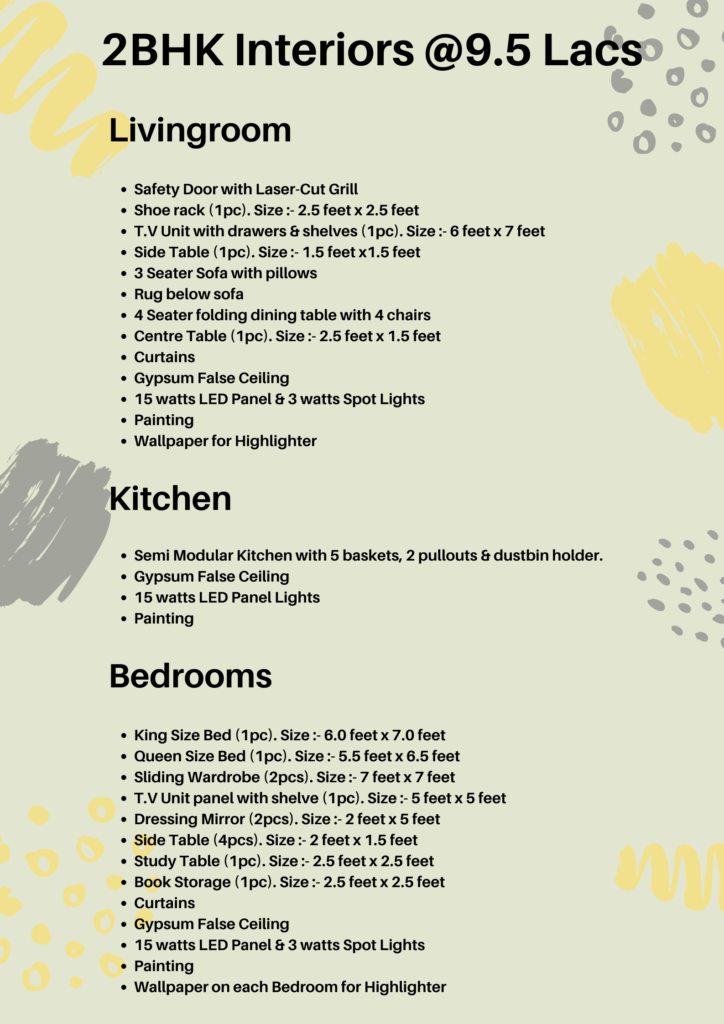 2BHK Interiors @9.5 Lacs
Livingroom
• Safety Door with Laser-Cut Grill
• Shoe rack (1pc). Size :- 2.5 feet x 2.5 feet
• T.V Unit with drawers & shelves (1pc). Size :- 6 feet x 7 feet
• Side Table (1pc). Size :- 1.5 feet x1.5 feet
• 3 Seater Sofa with pillows
• Rug below sofa
• 4 Seater folding dining table with 4 chairs
• Centre Table (1pc). Size :- 2.5 feet x 1.5 feet
• Curtains
• Gypsum False Ceiling
• 15 watts LED Panel & 3 watts Spot Lights
• Painting
• Wallpaper for Highlighter
Kitchen
• Semi Modular Kitchen with 5 baskets, 2 pullouts & dustbin holder.
• Gypsum False Ceiling
• 15 watts LED Panel Lights
• Painting
Bedrooms
• King Size Bed (1pc). Size :- 6.0 feet x 7.0 feet
• Queen Size Bed (1pc). Size :- 5.5 feet x 6.5 feet
• Sliding Wardrobe (2pcs). Size :- 7 feet x 7 feet
• T.V Unit panel with shelve (1pc). Size :- 5 feet x 5 feet
• Dressing Mirror (2pcs). Size :- 2 feet x 5 feet
• Side Table (4pcs). Size :- 2 feet x 1.5 feet
• Study Table (1pc). Size :- 2.5 feet x 2.5 feet
• Book Storage (1pc). Size :- 2.5 feet x 2.5 feet
• Curtains
• Gypsum False Ceiling
• 15 watts LED Panel & 3 watts Spot Lights
• Painting
• Wallpaper on each Bedroom for Highlighter